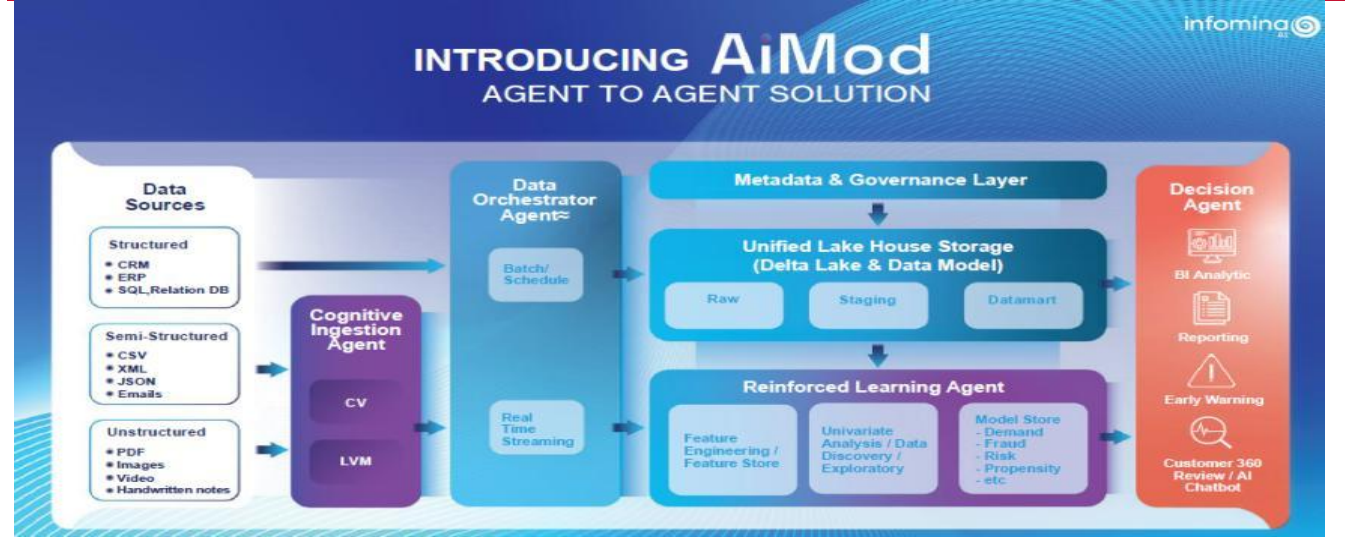 infomina
AI
INTRODUCING AiMod
AGENT TO AGENT SOLUTION
Data
Sources
Structured
• CRM
• ERP
• SQL,Relation DB
Semi-Structured
• CSV
• XML
• JSON
• Emails
Unstructured
• PDF
• Images
• Video
• Handwritten notes
Cognitive
Ingestion
Agent
CV
LVM
Data
Orchestrator
Agent≈
Batch/
Schedule
Real
Time
Streaming
Metadata & Governance Layer
Unified Lake House Storage
(Delta Lake & Data Model)
Raw
Staging
Datamart
Reinforced Learning Agent
Feature
Engineering /
Feature Store
Univariate
Analysis / Data
Discovery /
Exploratory
Model Store
- Demand
- Fraud
- Risk
- Propensity
- etc
Decision
Agent
BI Analytic
Reporting
Early Warning
Customer 360
Review / AI
Chatbot